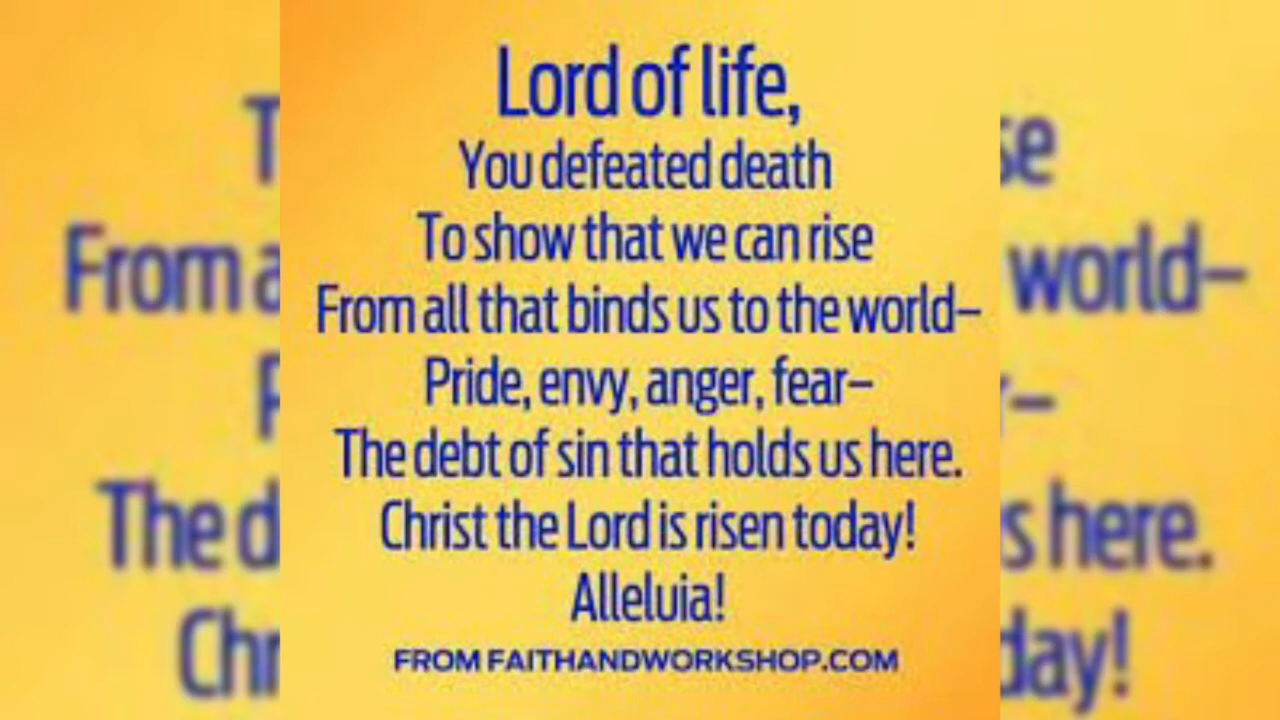 Lord of life,
You defeated death
To show that we can rise
From all that binds us to the world–
Pride, envy, anger, fear–
The debt of sin that holds us here.
Christ the Lord is risen today!
Alleluia!
FROM FAITHANDWORKSHOP.COM